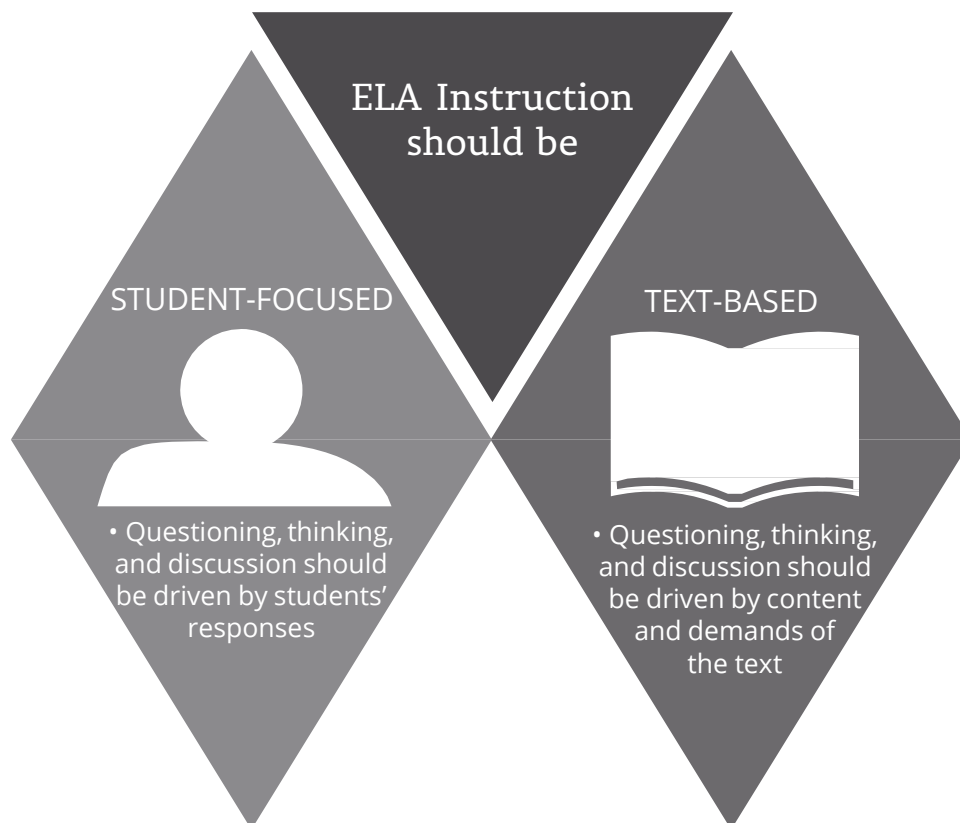 ELA Instruction
should be
STUDENT-FOCUSED
• Questioning, thinking,
and discussion should
be driven by students’
responses
TEXT-BASED
• Questioning, thinking,
and discussion should
be driven by content
and demands of
the text